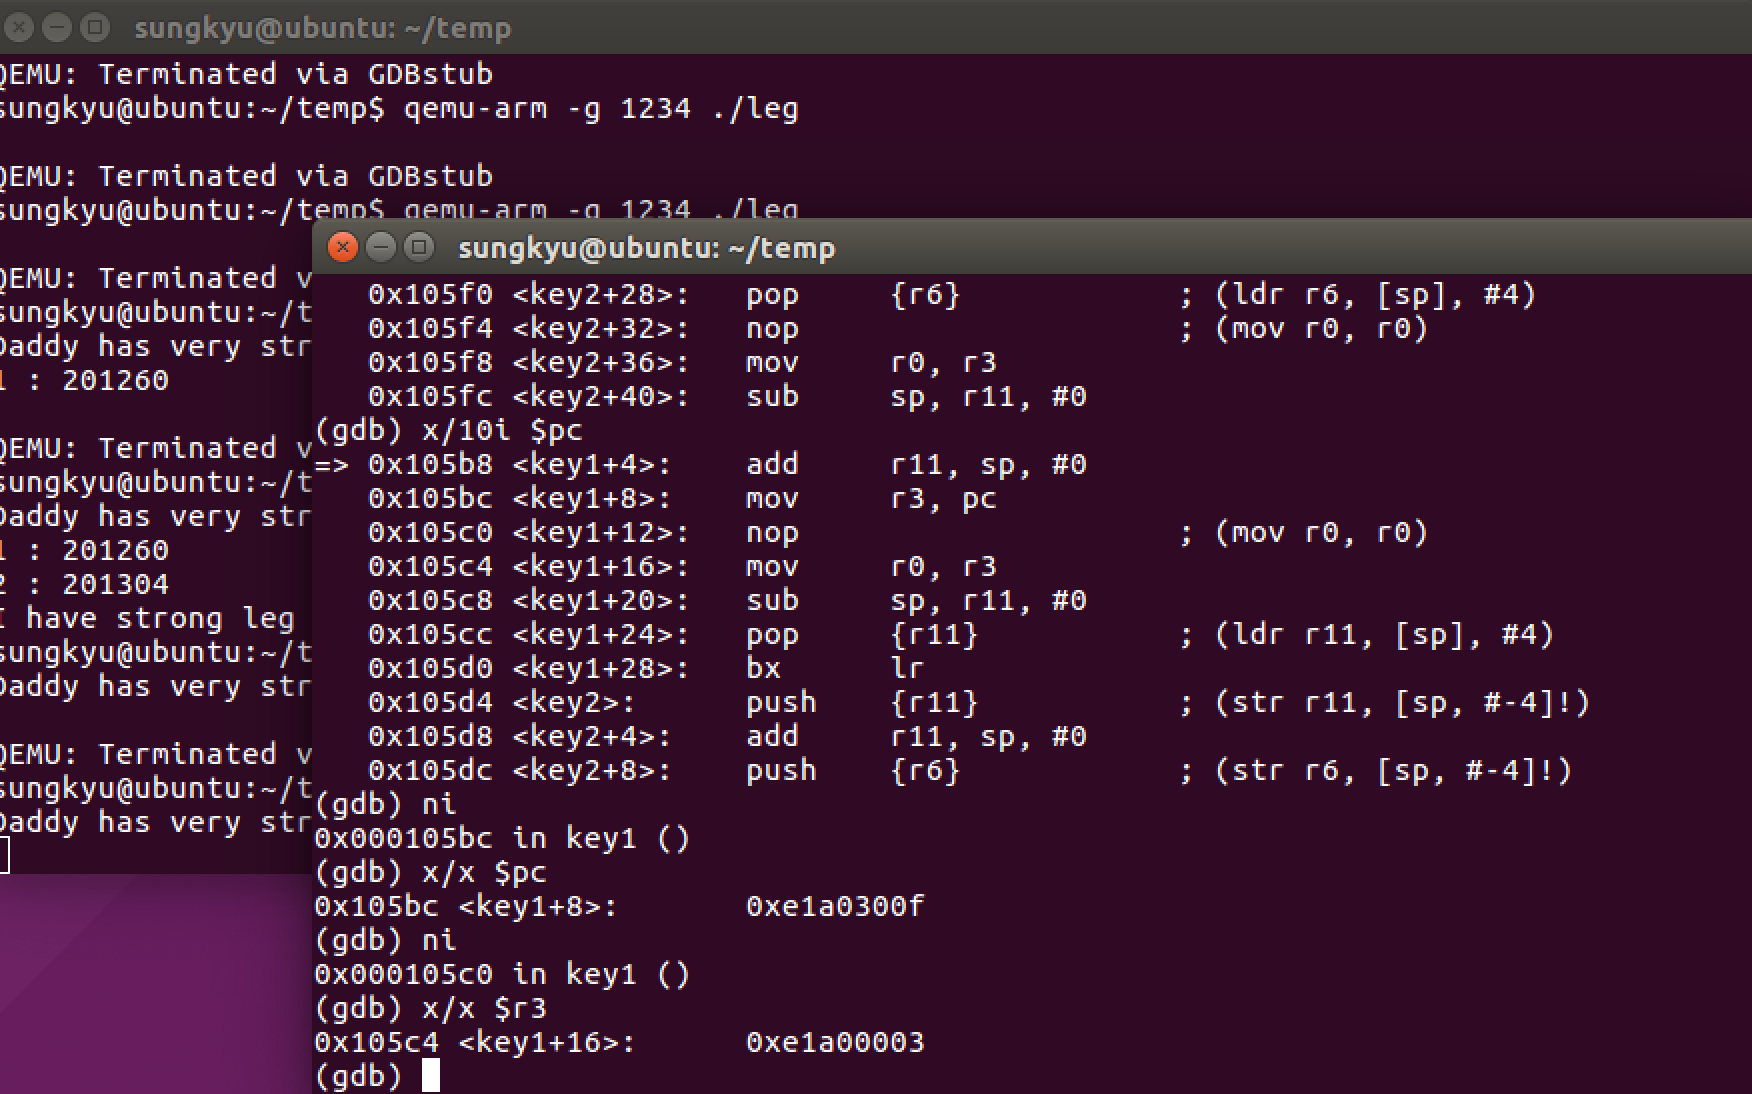 sungkyu@ubuntu: ~/temp
QEMU: Terminated via GDBstub
sungkyu@ubuntu:~/temp$ qemu-arm -g 1234 ./leg
QEMU: Terminated via GDBstub
sungkyu@ubuntu:~/temp$ qemu-arm -g 1234 ./leg
QEMU: Terminated v
sungkyu@ubuntu:~/t
Daddy has very str
1 : 201260
QEMU: Terminated v
sungkyu@ubuntu:~/t
Daddy has very str
1 : 201260
2 : 201304
I have strong leg
sungkyu@ubuntu:~/t
Daddy has very str
QEMU: Terminated v
sungkyu@ubuntu:~/t
Daddy has very str
sungkyu@ubuntu: ~/temp
0x105f0 <key2+28>: pop {r6} ; (ldr r6, [sp], #4)
0x105f4 <key2+32>: nop ; (mov r0, r0)
0x105f8 <key2+36>: mov r0, r3
0x105fc <key2+40>: sub sp, r11, #0
(gdb) x/10i $pc
=> 0x105b8 <key1+4>: add r11, sp, #0
0x105bc <key1+8>: mov r3, pc
0x105c0 <key1+12>: nop ; (mov r0, r0)
0x105c4 <key1+16>: mov r0, r3
0x105c8 <key1+20>: sub sp, r11, #0
0x105cc <key1+24>: pop {r11} ; (ldr r11, [sp], #4)
0x105d0 <key1+28>: bx lr
0x105d4 <key2>: push {r11} ; (str r11, [sp, #-4]!)
0x105d8 <key2+4>: add r11, sp, #0
0x105dc <key2+8>: push {r6} ; (str r6, [sp, #-4]!)
(gdb) ni
0x000105bc in key1 ()
(gdb) x/x $pc
0x105bc <key1+8>: 0xe1a0300f
(gdb) ni
0x000105c0 in key1 ()
(gdb) x/x $r3
0x105c4 <key1+16>: 0xe1a00003
(gdb)